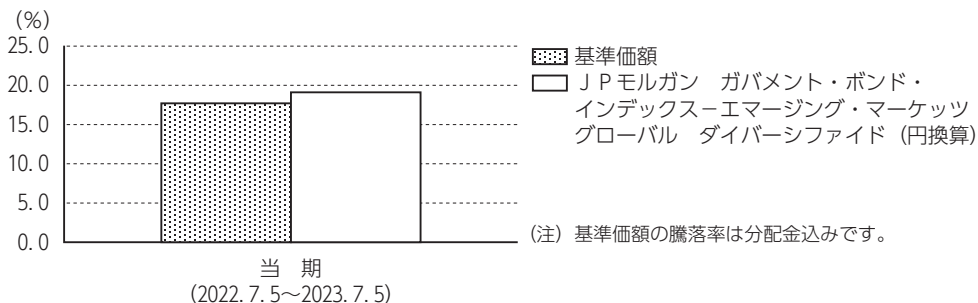 (%)
25.0
20.0
15.0
10.0
5.0
0.0
当　期
(2022.7.5～2023.7.5)
基準価額
ＪＰモルガン　ガバメント・ボンド・
インデックス－エマージング・マーケッツ
グローバル　ダイバーシファイド（円換算）
（注）基準価額の騰落率は分配金込みです。